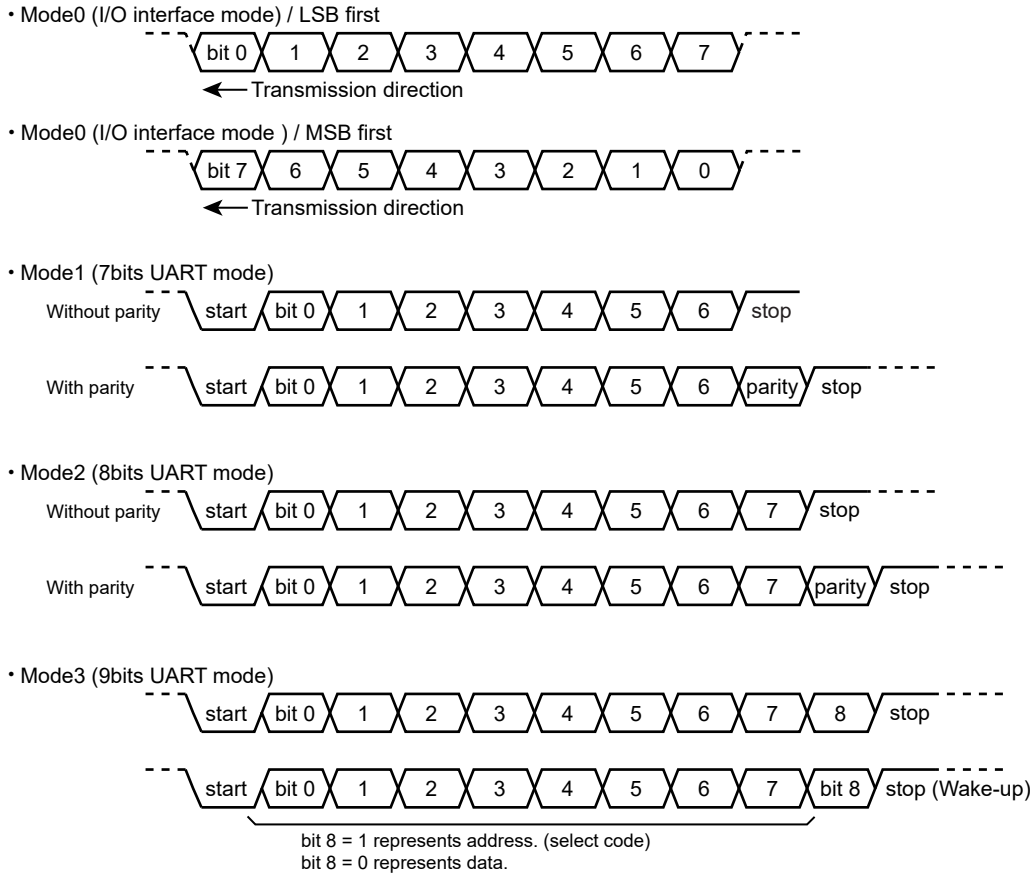 ・Mode0 (I/O interface mode) / LSB first
bit 0 1 2 3 4 5 6 7
Transmission direction
・Mode0 (I/O interface mode ) / MSB first
bit 7 6 5 4 3 2 1 0
Transmission direction
・Mode1 (7bits UART mode)
Without parity start bit 0 1 2 3 4 5 6 stop
With parity start bit 0 1 2 3 4 5 6 parity stop
・Mode2 (8bits UART mode)
Without parity start bit 0 1 2 3 4 5 6 7 stop
With parity start bit 0 1 2 3 4 5 6 7 parity stop
・Mode3 (9bits UART mode)
start bit 0 1 2 3 4 5 6 7 8 stop
start bit 0 1 2 3 4 5 6 7 bit 8 stop (Wake-up)
bit 8 = 1 represents address. (select code)
bit 8 = 0 represents data.